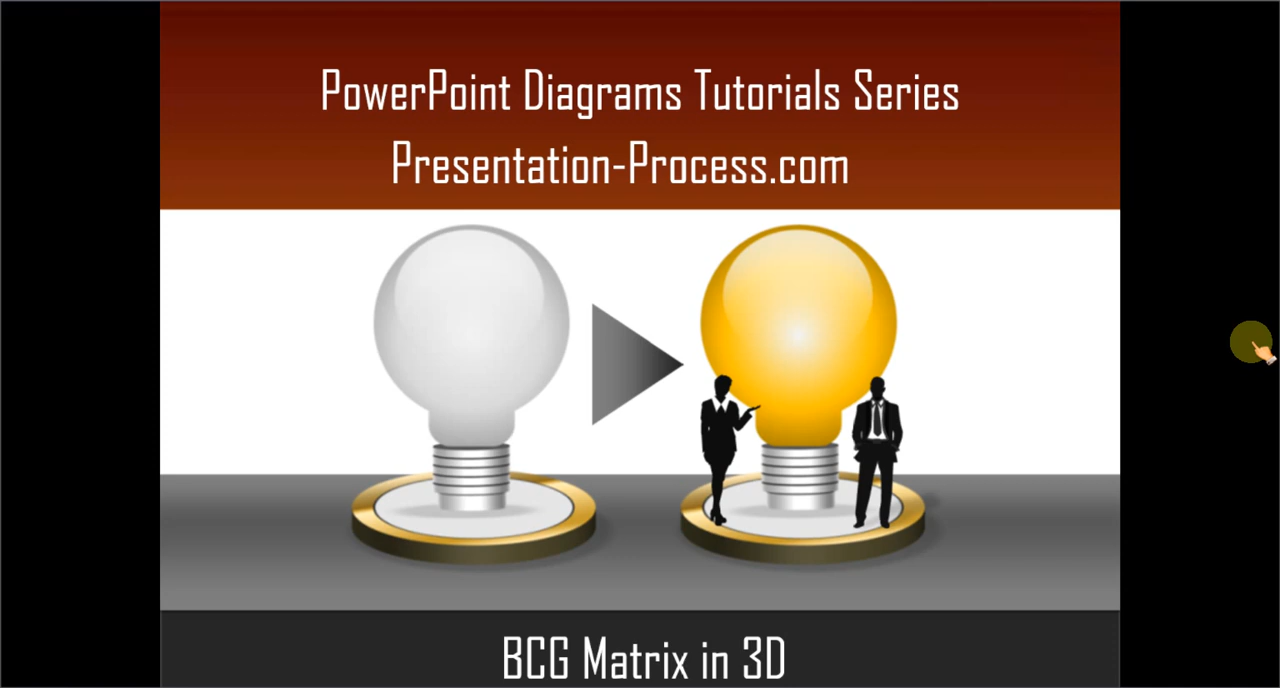 PowerPoint Diagrams Tutorials Series
Presentation-Process.com
BCG Matrix in 3D